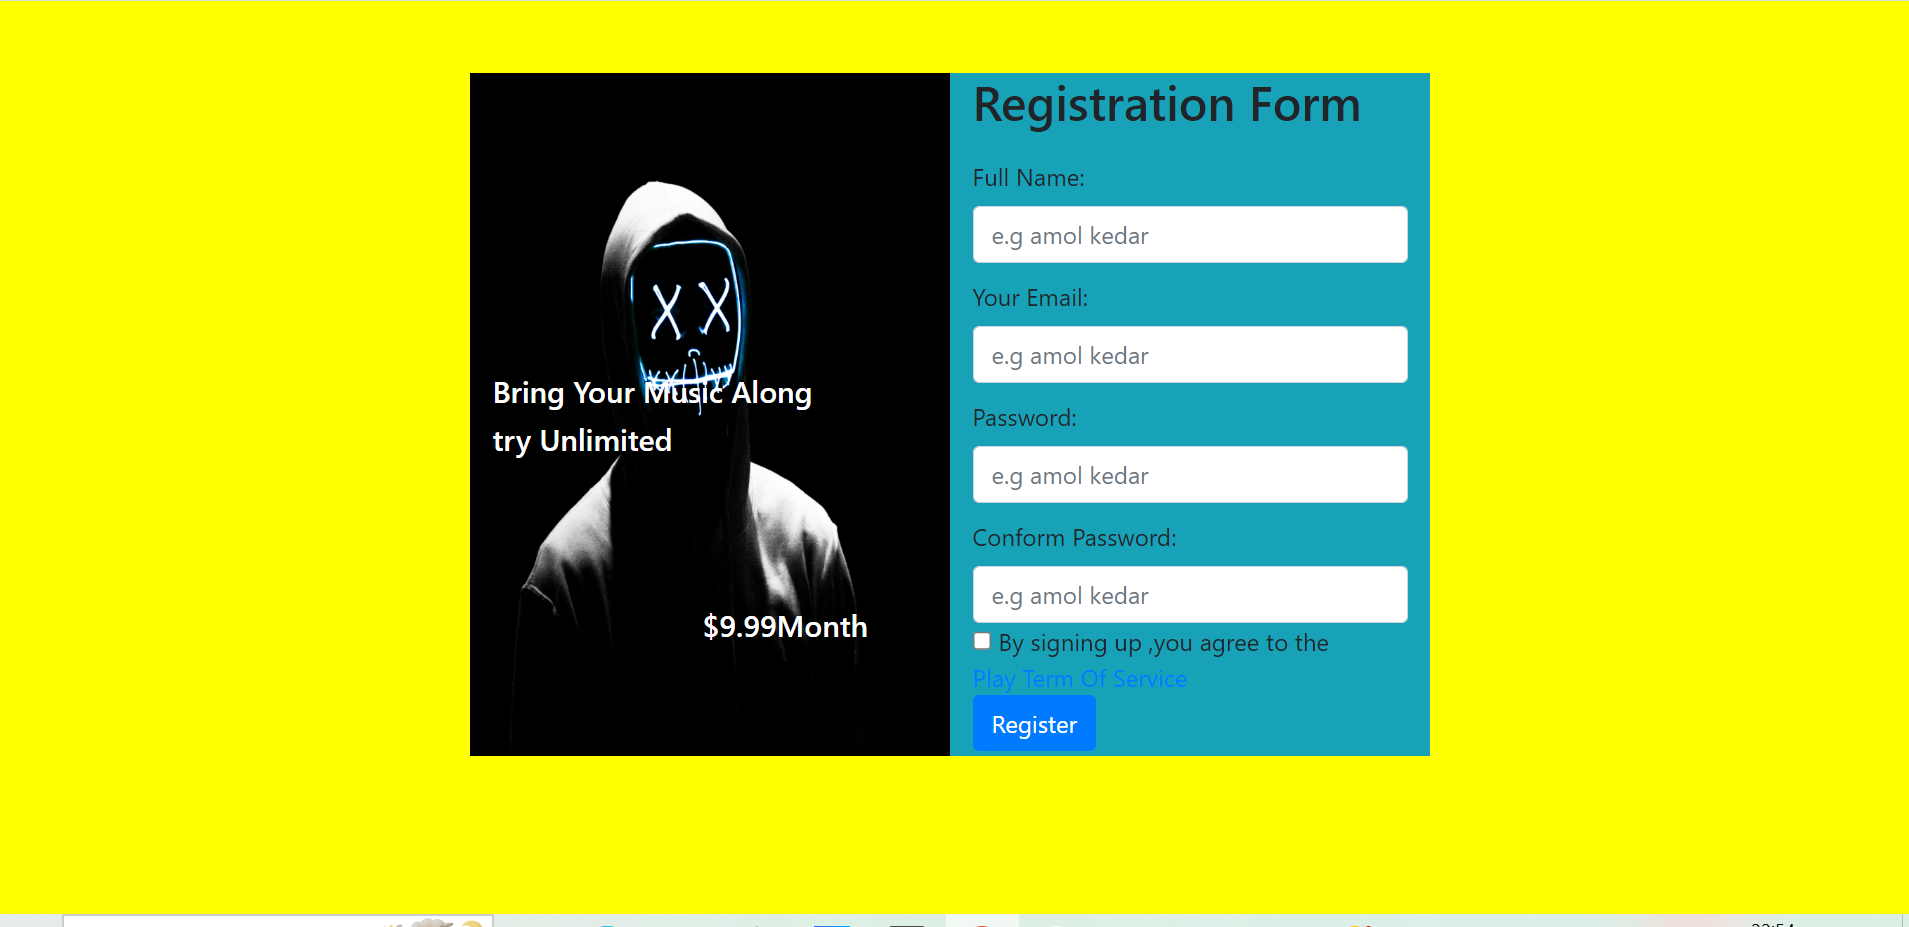 Bring Your Music Along
try Unlimited
$9.99Month
Registration Form
Full Name:
e.g amol kedar
Your Email:
e.g amol kedar
Password:
e.g amol kedar
Conform Password:
e.g amol kedar
By signing up ,you agree to the
Play Term Of Service
Register